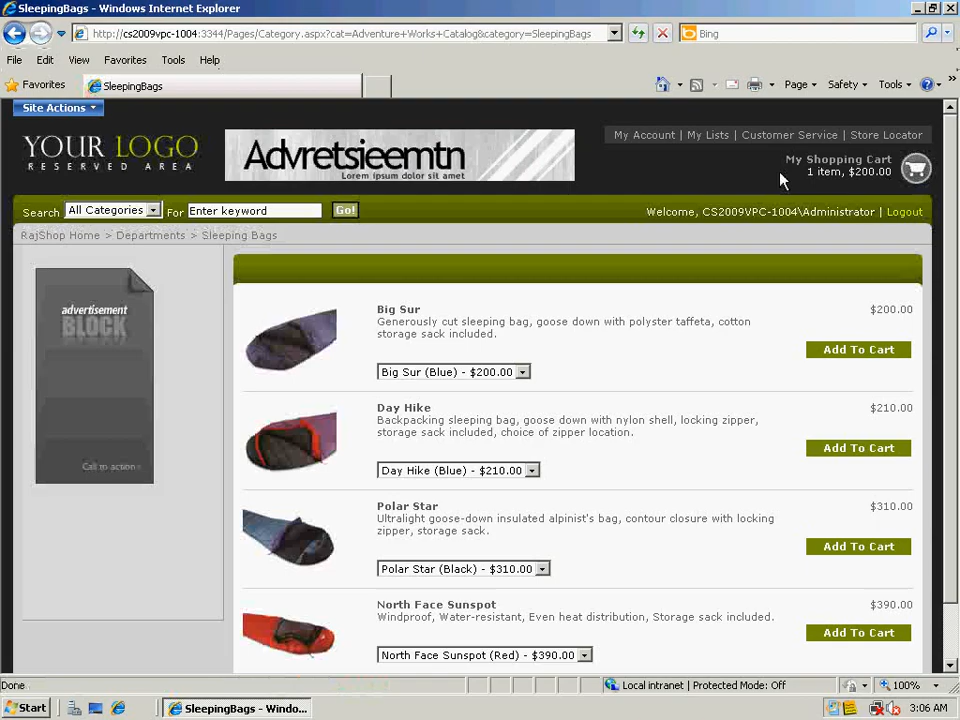 SleepingBags - Windows Internet Explorer
http://cs2009vpc-1004:3344/Pages/Category.aspx?cat=Adventure+Works+Catalog&category=SleepingBags
Bing
File Edit View Favorites Tools Help
Favorites SleepingBags Page Safety Tools
Site Actions
YOUR LOGO
RESERVED AREA
Advretsieemtn
Lorem ipsum dolor sit amet
My Account | My Lists | Customer Service | Store Locator
My Shopping Cart
1 item, $200.00
Search All Categories For Enter keyword Go!
Welcome, CS2009VPC-1004\Administrator | Logout
RajShop Home > Departments > Sleeping Bags
advertisement
BLOCK
Call to action
Big Sur $200.00
Generously cut sleeping bag, goose down with polyster taffeta, cotton
storage sack included.
Add To Cart
Big Sur (Blue) - $200.00
Day Hike $210.00
Backpacking sleeping bag, goose down with nylon shell, locking zipper,
storage sack included, choice of zipper location.
Add To Cart
Day Hike (Blue) - $210.00
Polar Star $310.00
Ultralight goose-down insulated alpinist's bag, contour closure with locking
zipper, storage sack.
Add To Cart
Polar Star (Black) - $310.00
North Face Sunspot $390.00
Windproof, Water-resistant, Even heat distribution, Storage sack included.
Add To Cart
North Face Sunspot (Red) - $390.00
Done Local intranet | Protected Mode: Off 100%
Start SleepingBags - Windo... 3:06 AM